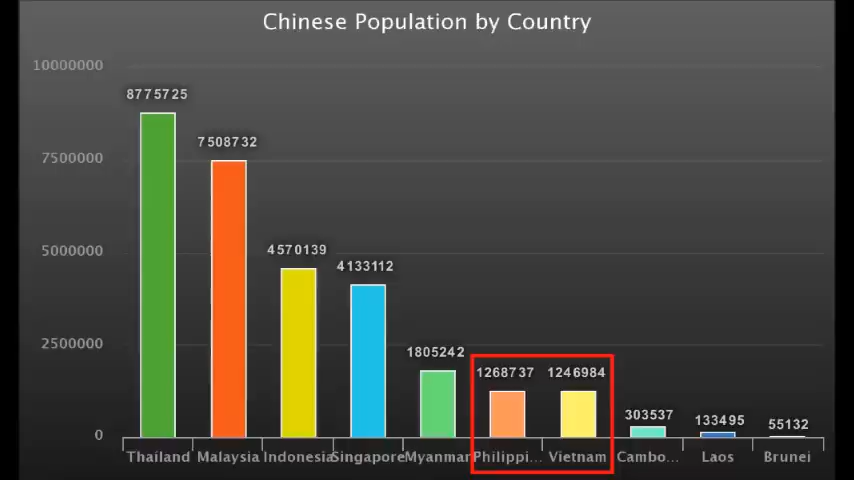 Chinese Population by Country
10000000
7500000
5000000
2500000
0
8775725
7508732
4570139
4133112
1805242
1268737
1246984
303537
133495
55132
Thailand
Malaysia
Indonesia
Singapore
Myanmar
Philippi...
Vietnam
Cambo...
Laos
Brunei